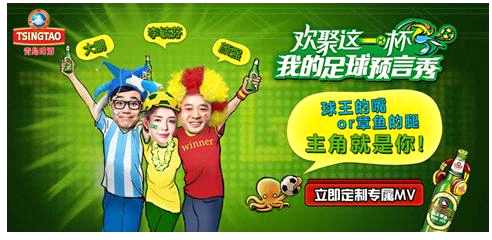 TSINGTAO
青岛啤酒
大鹏
李毓芬
欢聚这一杯
我的足球预言秀
球王的嘴
or章鱼的腿
主角就是你!
winner
立即定制专属MV